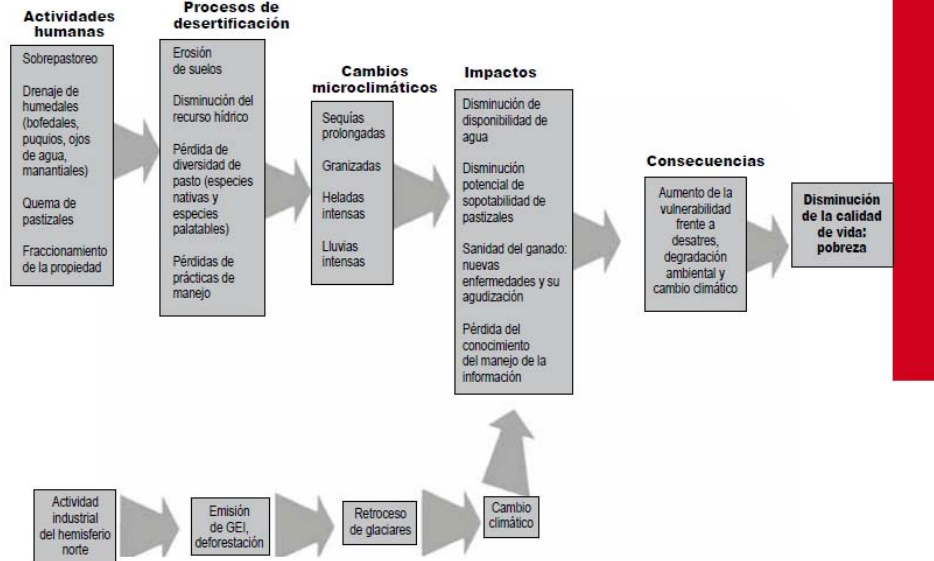 Actividades
humanas
Sobrepastoreo
Drenaje de
humedales
(bofedales,
puquios, ojos
de agua,
manantiales)
Quema de
pastizales
Fraccionamiento
de la propiedad
Procesos de
desertificación
Erosión
de suelos
Disminución del
recurso hídrico
Pérdida de
diversidad de
pasto (especies
nativas y
especies
palatables)
Pérdidas de
prácticas de
manejo
Cambios
microclimáticos
Sequías
prolongadas
Granizadas
Heladas
intensas
Lluvias
intensas
Impactos
Disminución de
disponibilidad de
agua
Disminución
potencial de
sopotabilidad de
pastizales
Sanidad del ganado:
nuevas
enfermedades y su
agudización
Pérdida del
conocimiento
del manejo de la
información
Consecuencias
Aumento de la
vulnerabilidad
frente a
desatres,
degradación
ambiental y
cambio climático
Disminución
de la calidad
de vida:
pobreza
Actividad
industrial
del hemisferio
norte
Emisión
de GEI,
deforestación
Retroceso
de glaciares
Cambio
climático